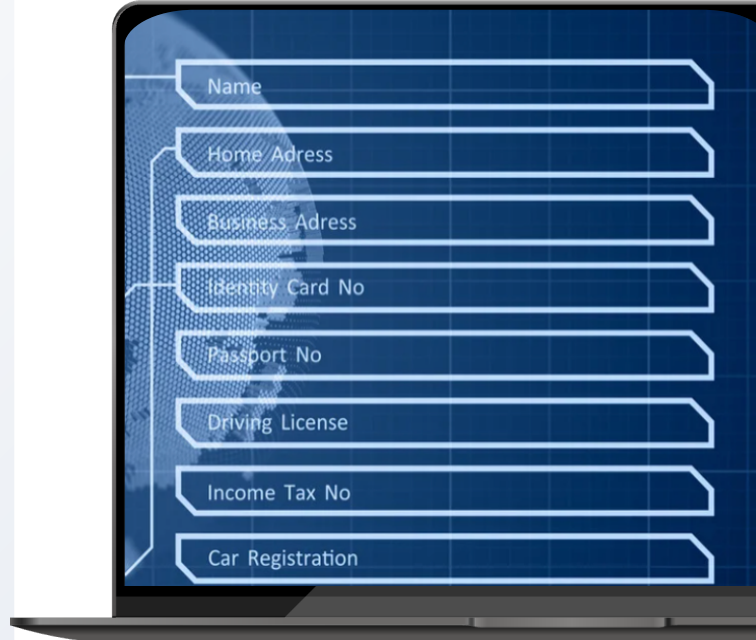 Name
Home Adress
Business Adress
Identity Card No
Passport No
Driving License
Income Tax No
Car Registration